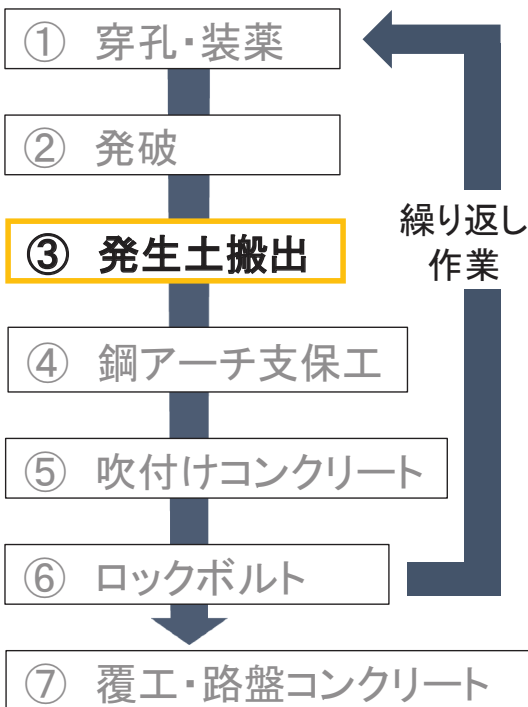 ① 穿孔・装薬
② 発破
③ 発生土搬出
繰り返し
作業
④ 鋼アーチ支保工
⑤ 吹付けコンクリート
⑥ ロックボルト
⑦ 覆工・路盤コンクリート